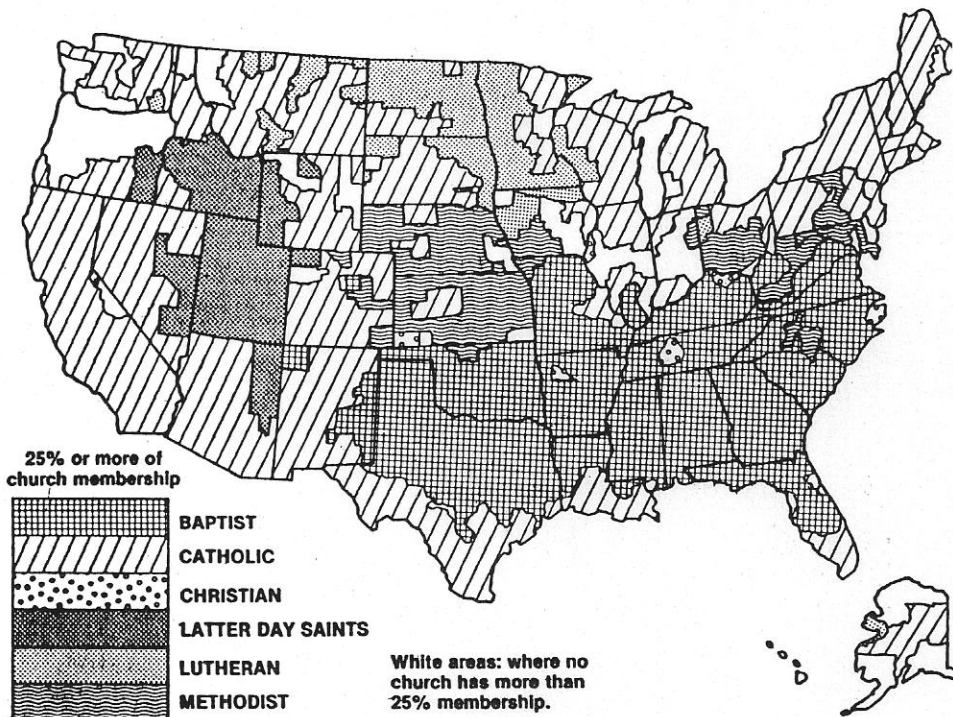 25% or more of
church membership
BAPTIST
CATHOLIC
CHRISTIAN
LATTER DAY SAINTS
LUTHERAN
METHODIST
White areas: where no
church has more than
25% membership.